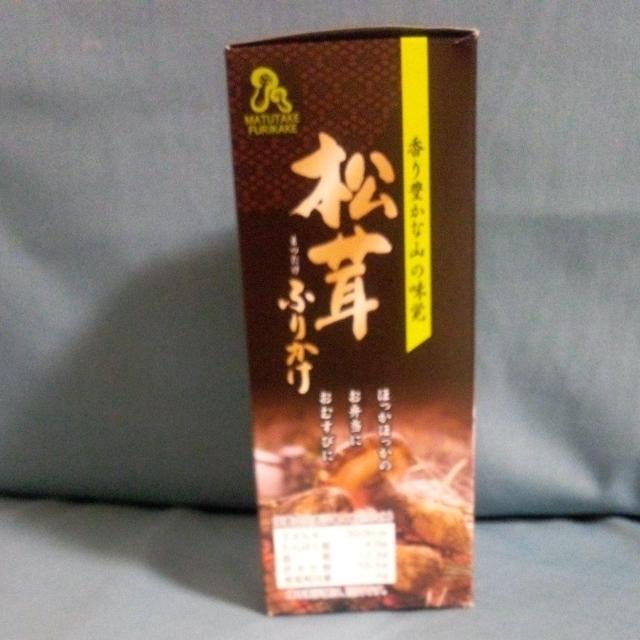 MATUTAKE
FURIKAKE
香り豊かな山の味覚
松茸
まつたけ
ふりかけ
ほっかほっかの
お弁当に
おむすびに